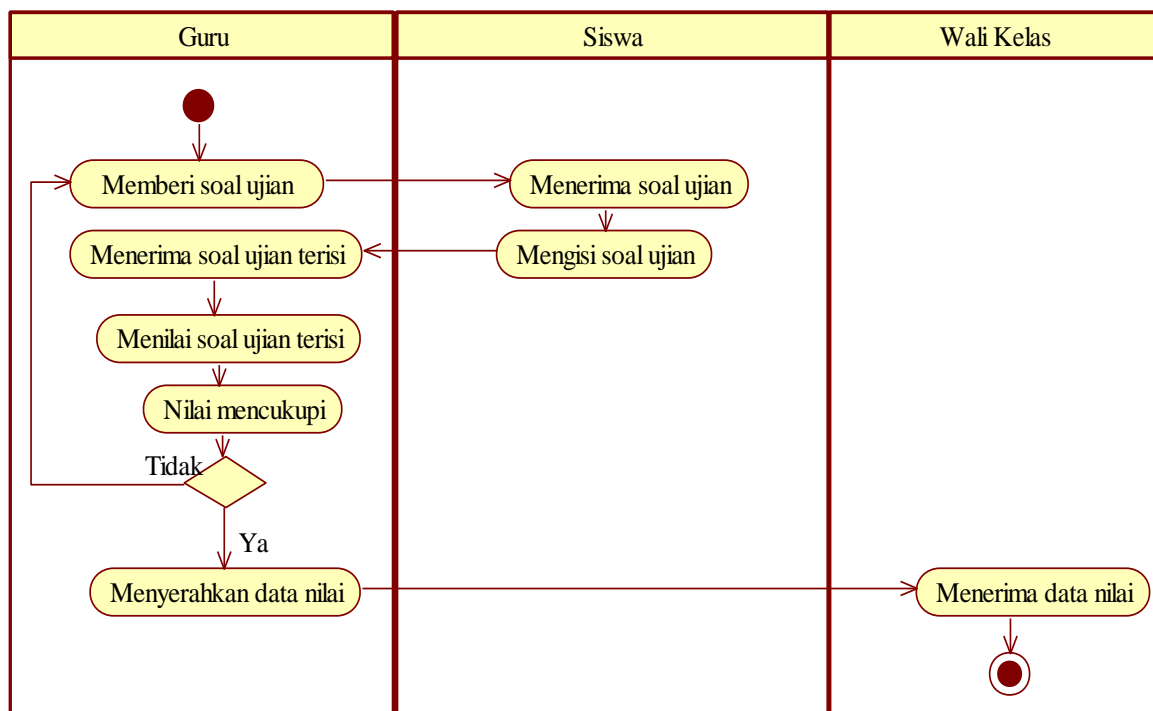 Guru
Siswa
Wali Kelas
Memberi soal ujian
Menerima soal ujian
Menerima soal ujian terisi
Mengisi soal ujian
Menilai soal ujian terisi
Nilai mencukupi
Tidak
Ya
Menyerahkan data nilai
Menerima data nilai